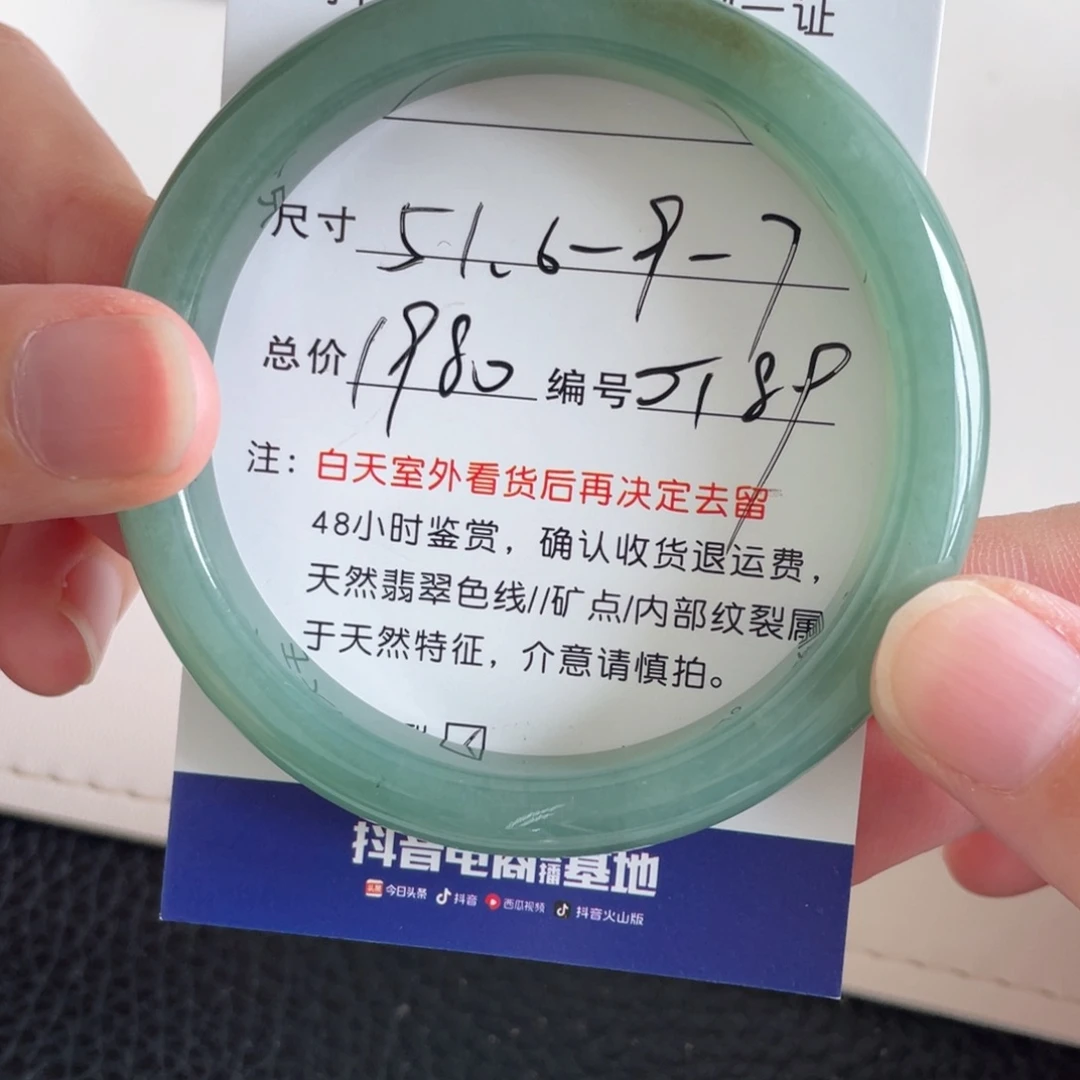 一证
尺寸 51.6-9-7
总价 1980 编号 J189
注：白天室外看货后再决定去留
48小时鉴赏，确认收货退运费，
天然翡翠色线//矿点/内部纹裂属
于天然特征，介意请慎拍。
抖音电商直播基地
今日头条 抖音 西瓜视频 抖音火山版